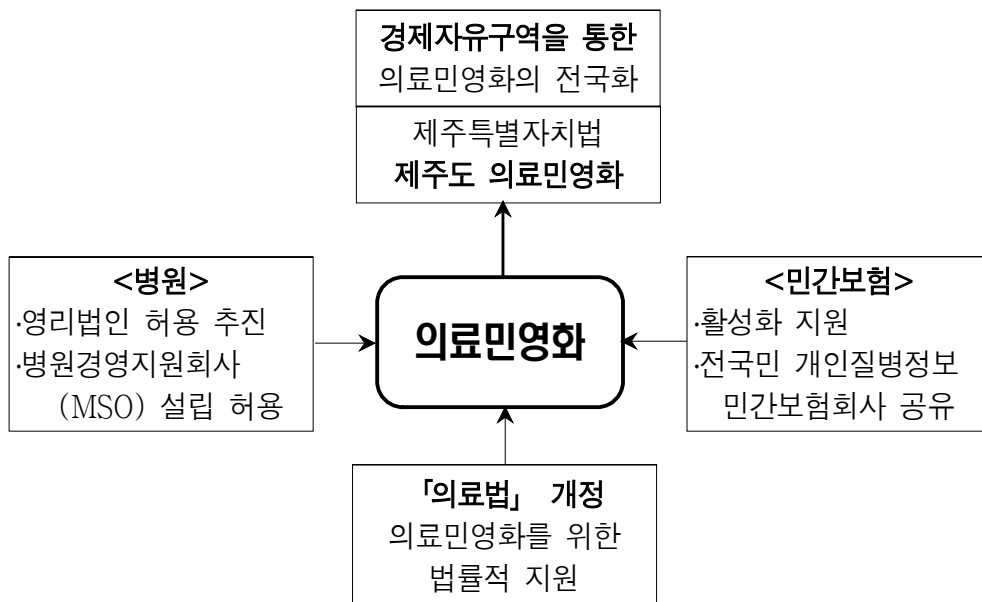 경제자유구역을 통한
의료민영화의 전국화
제주특별자치법
제주도 의료민영화
<병원>
·영리법인 허용 추진
·병원경영지원회사
(MSO) 설립 허용
의료민영화
<민간보험>
·활성화 지원
·전국민 개인질병정보
민간보험회사 공유
「의료법」 개정
의료민영화를 위한
법률적 지원